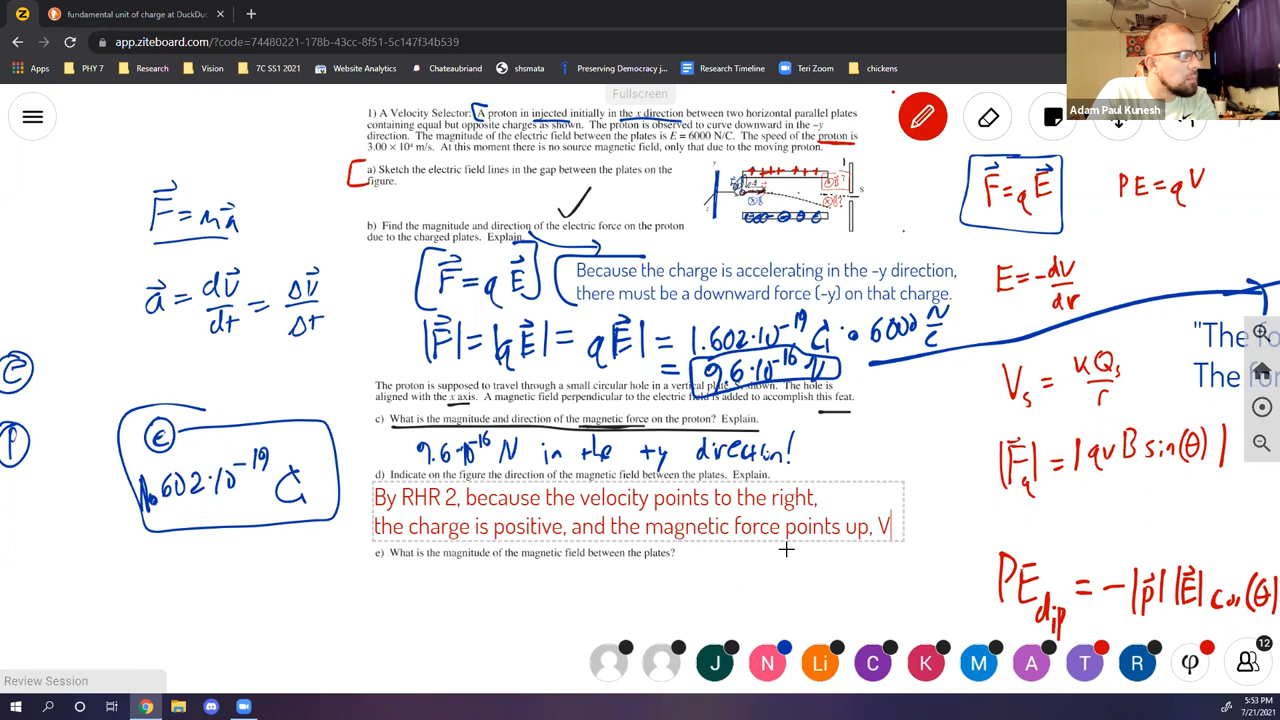 fundamental unit of charge at DuckDuc
app.ziteboard.com/?code=74480221-178b-43cc-8f51-5c147f34b539
Apps
PHY 7
Research
Vision
7C SS1 2021
Website Analytics
Chateaubriand
shsmata
Preserving Democracy j...
Research Timeline
Teri Zoom
chickens
Fullscreen
Adam Paul Kunesh
1) A Velocity Selector: A proton in injected initially in the x direction between two horizontal parallel plates
containing equal but opposite charges as shown. The proton is observed to curve downward in the –y
direction. The magnitude of the electric field between the plates is E = 6000 N/C. The speed of the proton is
3.00 × 10⁴ m/s. At this moment there is no source magnetic field, only that due to the moving proton.
a) Sketch the electric field lines in the gap between the plates on the
figure.
b) Find the magnitude and direction of the electric force on the proton
due to the charged plates. Explain.
F = ma
a = dv/dt = Δv/Δt
F = qE
Because the charge is accelerating in the -y direction,
there must be a downward force (-y) on that charge.
|F| = |qE| = q|E| = 1.602·10⁻¹⁹ C · 6000 N/C
= 9.6·10⁻¹⁶ N
The proton is supposed to travel through a small circular hole in a vertical plate, S, shown. The hole is
aligned with the x axis. A magnetic field perpendicular to the electric field is added to accomplish this feat.
c) What is the magnitude and direction of the magnetic force on the proton? Explain.
9.6·10⁻¹⁶ N in the +y direction!
d) Indicate on the figure the direction of the magnetic field between the plates. Explain.
By RHR 2, because the velocity points to the right,
the charge is positive, and the magnetic force points up, V
e) What is the magnitude of the magnetic field between the plates?
e
1.602·10⁻¹⁹ C
F = qE
PE = qV
E = -dV/dr
"The fo
The for
Vs = kQs/r
|Fq| = |qvB sin(θ)|
PEdip = -|p||E|cos(θ)
J
N
Li
C
K
M
A
T
R
φ
12
Review Session
5:53 PM
7/21/2021